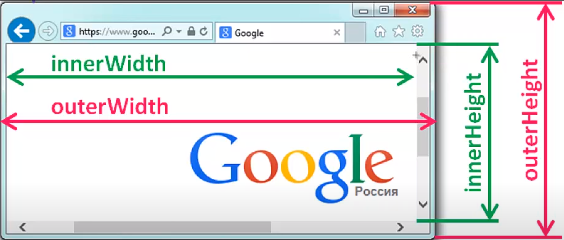 https://www.goo...
Google
innerWidth
outerWidth
Google
Россия
innerHeight
outerHeight